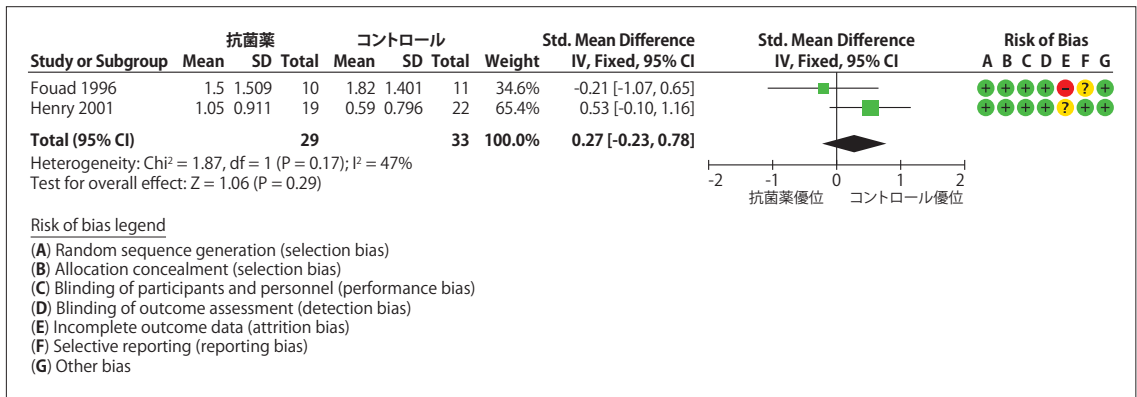 抗菌薬 コントロール Std. Mean Difference Std. Mean Difference Risk of Bias
Study or Subgroup Mean SD Total Mean SD Total Weight IV, Fixed, 95% CI IV, Fixed, 95% CI A B C D E F G
Fouad 1996 1.5 1.509 10 1.82 1.401 11 34.6% -0.21 [-1.07, 0.65] + + + + − ? +
Henry 2001 1.05 0.911 19 0.59 0.796 22 65.4% 0.53 [-0.10, 1.16] + + + + ? + +
Total (95% CI) 29 33 100.0% 0.27 [-0.23, 0.78]
Heterogeneity: Chi² = 1.87, df = 1 (P = 0.17); I² = 47%
Test for overall effect: Z = 1.06 (P = 0.29)
-2 -1 0 1 2
抗菌薬優位 コントロール優位
Risk of bias legend
(A) Random sequence generation (selection bias)
(B) Allocation concealment (selection bias)
(C) Blinding of participants and personnel (performance bias)
(D) Blinding of outcome assessment (detection bias)
(E) Incomplete outcome data (attrition bias)
(F) Selective reporting (reporting bias)
(G) Other bias